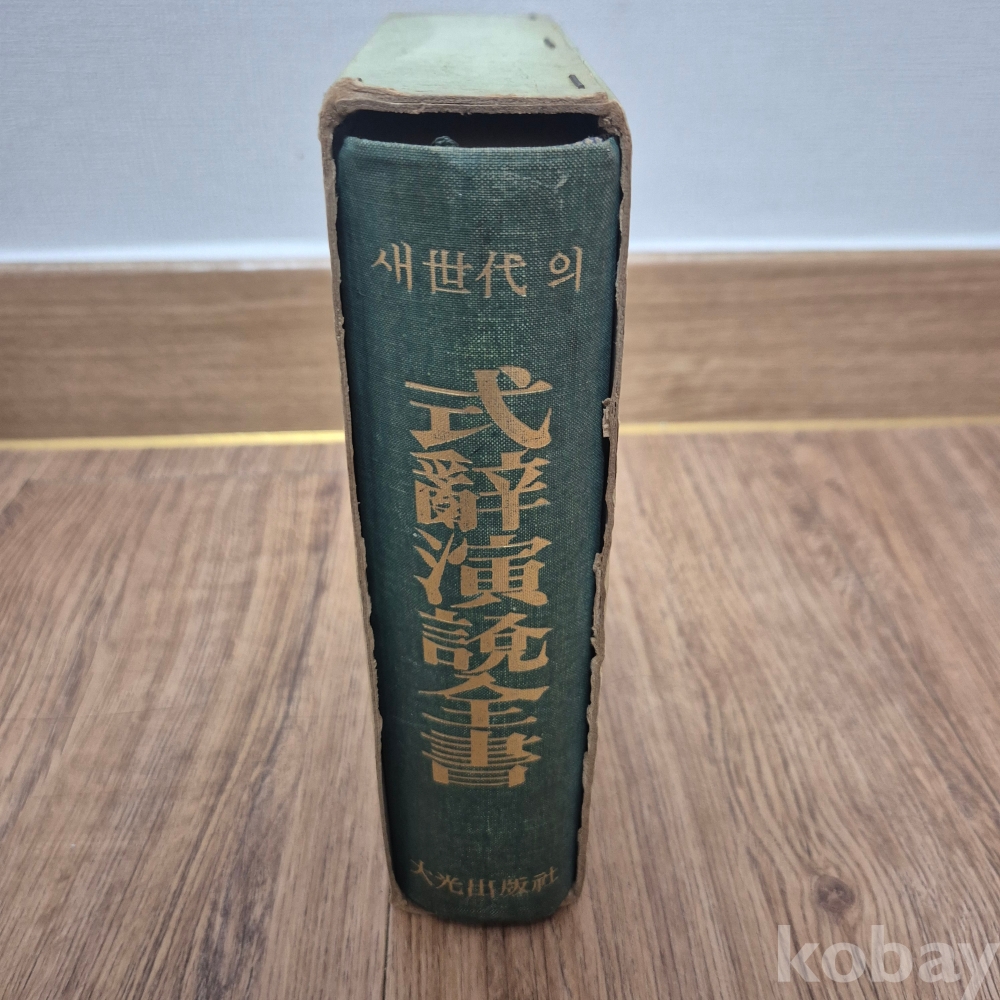 새世代의
式辭演說全書
大光出版社
kobay